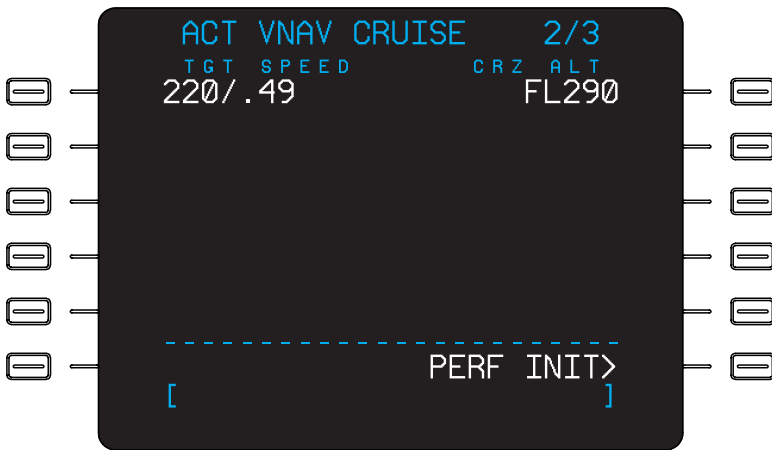 ACT VNAV CRUISE 2/3
TGT SPEED CRZ ALT
220/.49 FL290
------------------------
PERF INIT>
[ ]